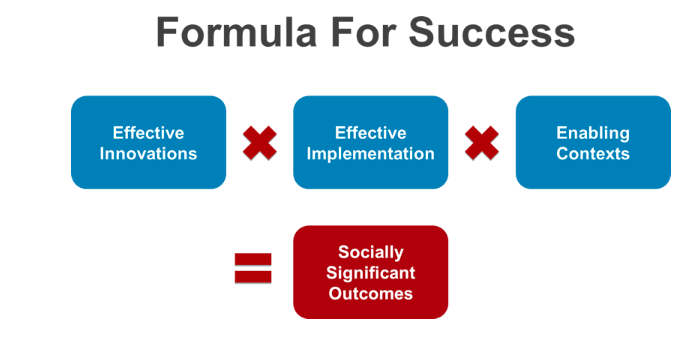 Formula For Success
Effective
Innovations
Effective
Implementation
Enabling
Contexts
Socially
Significant
Outcomes